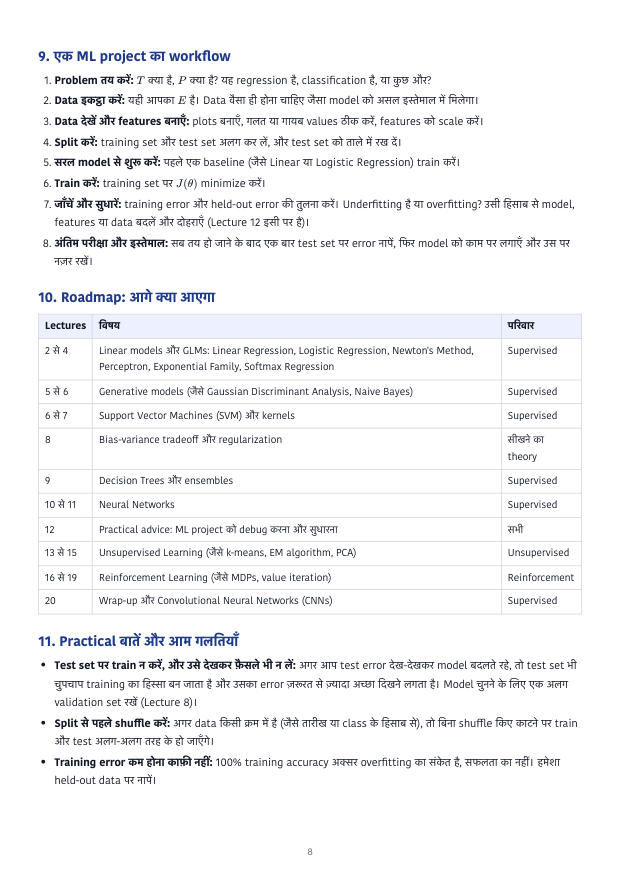 9. एक ML project का workflow
1. Problem तय करें: T क्या है, P क्या है? यह regression है, classification है, या कुछ और?
2. Data इकट्ठा करें: यही आपका E है। Data वैसा ही होना चाहिए जैसा model को असल इस्तेमाल में मिलेगा।
3. Data देखें और features बनाएँ: plots बनाएँ, गलत या गायब values ठीक करें, features को scale करें।
4. Split करें: training set और test set अलग कर लें, और test set को ताले में रख दें।
5. सरल model से शुरू करें: पहले एक baseline (जैसे Linear या Logistic Regression) train करें।
6. Train करें: training set पर J(θ) minimize करें।
7. जाँचें और सुधारें: training error और held-out error की तुलना करें। Underfitting है या overfitting? उसी हिसाब से model,
features या data बदलें और दोहराएँ (Lecture 12 इसी पर है)।
8. अंतिम परीक्षा और इस्तेमाल: सब तय हो जाने के बाद एक बार test set पर error नापें, फिर model को काम पर लगाएँ और उस पर
नज़र रखें।
10. Roadmap: आगे क्या आएगा
Lectures विषय परिवार
2 से 4 Linear models और GLMs: Linear Regression, Logistic Regression, Newton's Method, Supervised
Perceptron, Exponential Family, Softmax Regression
5 से 6 Generative models (जैसे Gaussian Discriminant Analysis, Naive Bayes) Supervised
6 से 7 Support Vector Machines (SVM) और kernels Supervised
8 Bias-variance tradeoff और regularization सीखने का
theory
9 Decision Trees और ensembles Supervised
10 से 11 Neural Networks Supervised
12 Practical advice: ML project को debug करना और सुधारना सभी
13 से 15 Unsupervised Learning (जैसे k-means, EM algorithm, PCA) Unsupervised
16 से 19 Reinforcement Learning (जैसे MDPs, value iteration) Reinforcement
20 Wrap-up और Convolutional Neural Networks (CNNs) Supervised
11. Practical बातें और आम गलतियाँ
• Test set पर train न करें, और उसे देखकर फ़ैसले भी न लें: अगर आप test error देख-देखकर model बदलते रहे, तो test set भी
चुपचाप training का हिस्सा बन जाता है और उसका error ज़रूरत से ज़्यादा अच्छा दिखने लगता है। Model चुनने के लिए एक अलग
validation set रखें (Lecture 8)।
• Split से पहले shuffle करें: अगर data किसी क्रम में है (जैसे तारीख या class के हिसाब से), तो बिना shuffle किए काटने पर train
और test अलग-अलग तरह के हो जाएँगे।
• Training error कम होना काफ़ी नहीं: 100% training accuracy अक्सर overfitting का संकेत है, सफलता का नहीं। हमेशा
held-out data पर नापें।
8